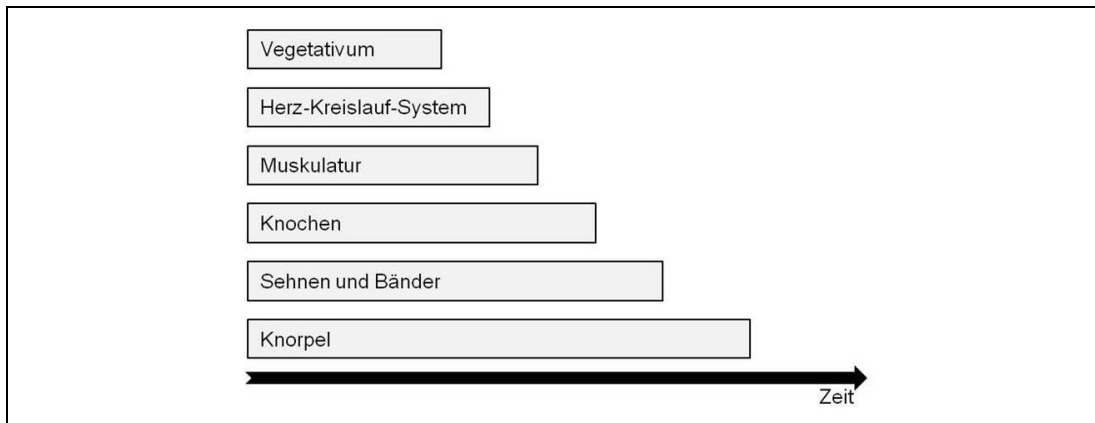 Vegetativum
Herz-Kreislauf-System
Muskulatur
Knochen
Sehnen und Bänder
Knorpel
Zeit